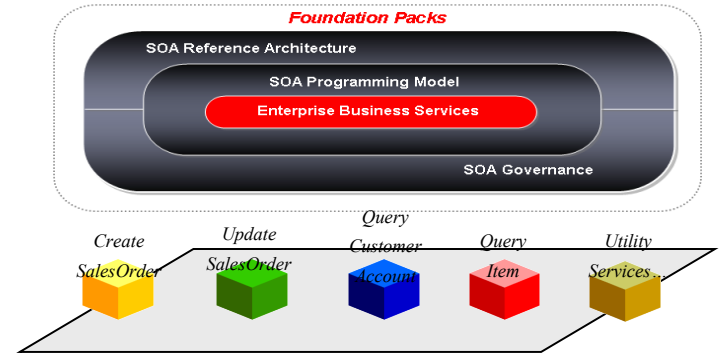 Foundation Packs
SOA Reference Architecture
SOA Programming Model
Enterprise Business Services
SOA Governance
Create
SalesOrder
Update
SalesOrder
Query
Customer
Account
Query
Item
Utility
Services…